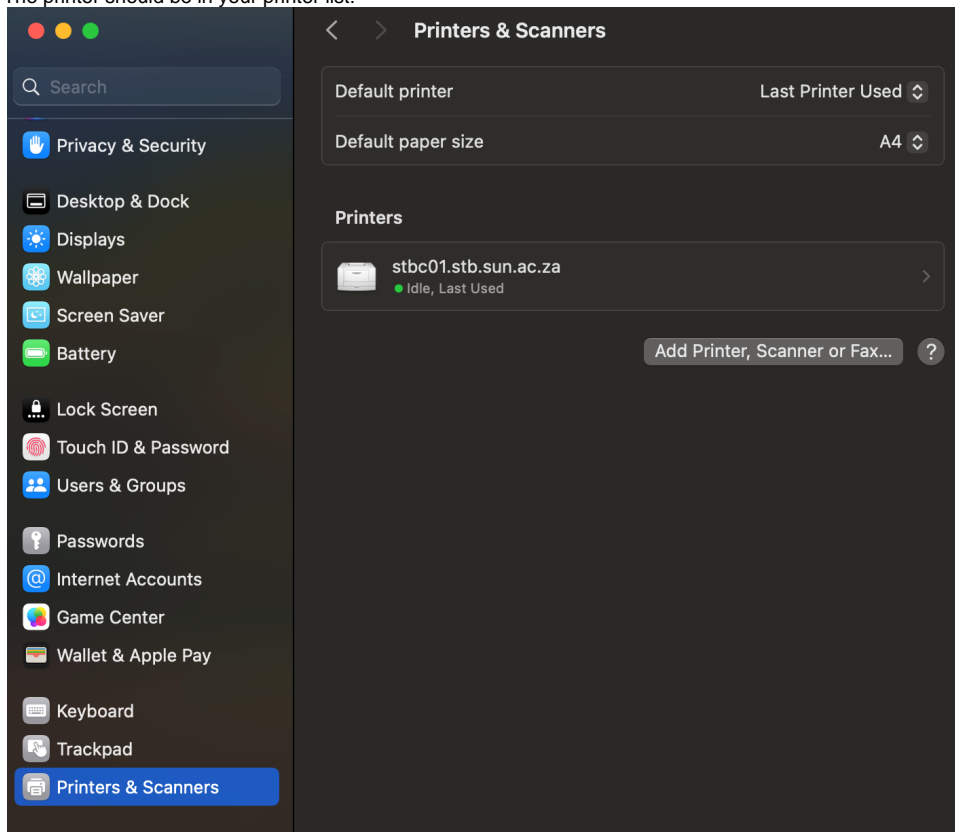 The printer should be in your printer list.
Printers & Scanners
Search
Privacy & Security
Desktop & Dock
Displays
Wallpaper
Screen Saver
Battery
Lock Screen
Touch ID & Password
Users & Groups
Passwords
Internet Accounts
Game Center
Wallet & Apple Pay
Keyboard
Trackpad
Printers & Scanners
Default printer Last Printer Used
Default paper size A4
Printers
stbc01.stb.sun.ac.za
Idle, Last Used
Add Printer, Scanner or Fax... ?